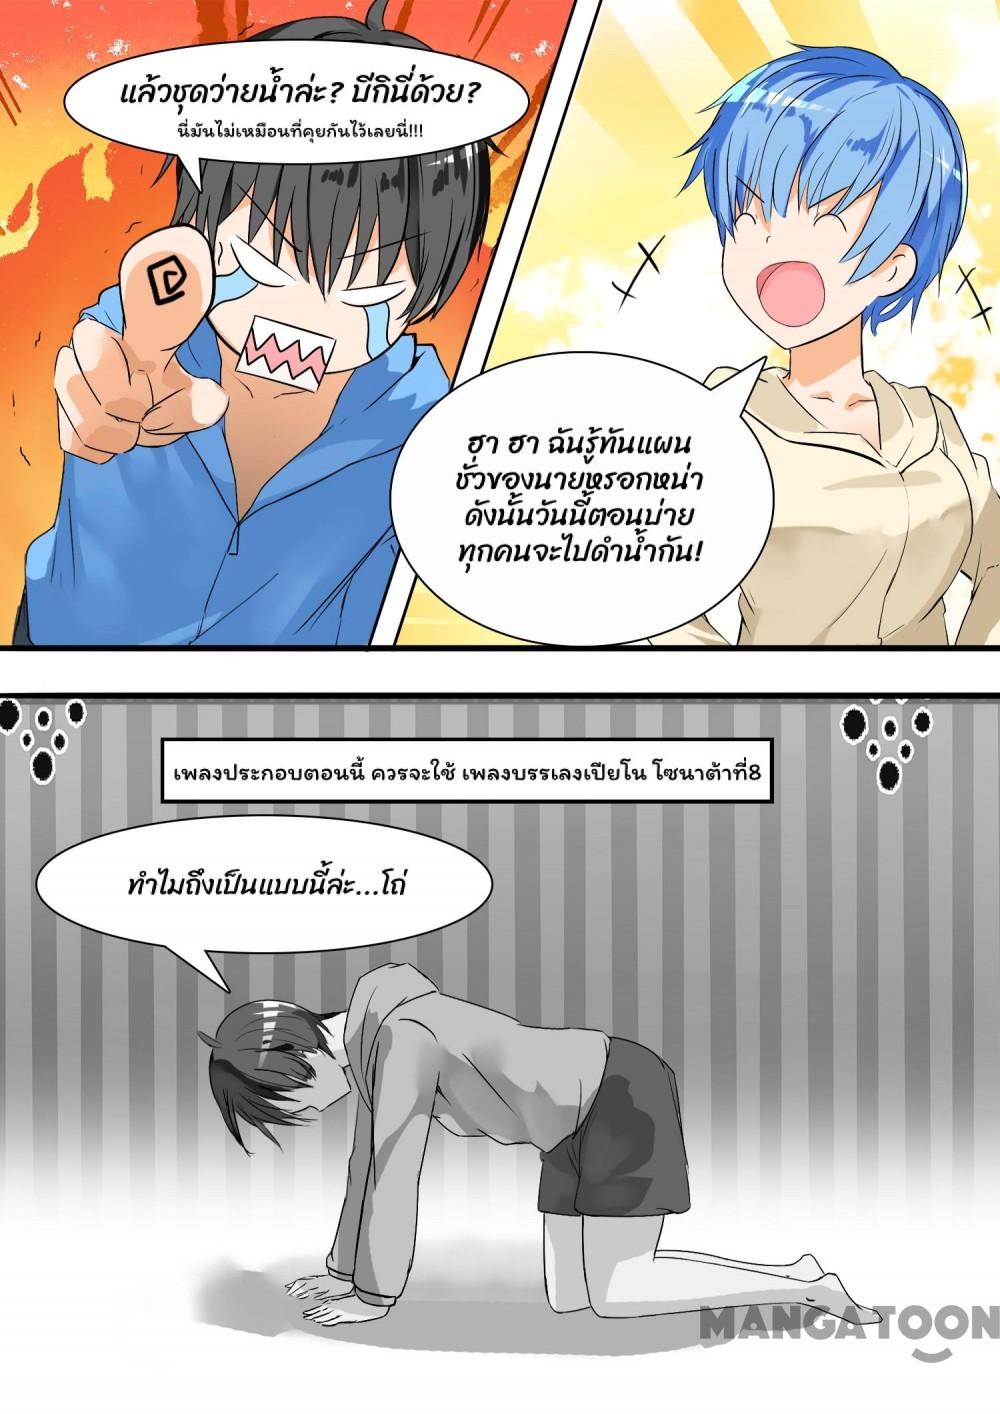 แล้วชุดว่ายน้ำล่ะ? บีกินี่ด้วย?
นี่มันไม่เหมือนที่คุยกันไว้เลยนี่!!!
ฮา ฮา ฉันรู้ทันแผน
ชั่วของนายหรอกหน่า
ดังนั้นวันนี้ตอนบ่าย
ทุกคนจะไปดำน้ำกัน!
เพลงประกอบตอนนี้ ควรจะใช้ เพลงบรรเลงเปียโน โซนาต้าที่8
ทำไมถึงเป็นแบบนี้ล่ะ...โถ่
MANGATOON